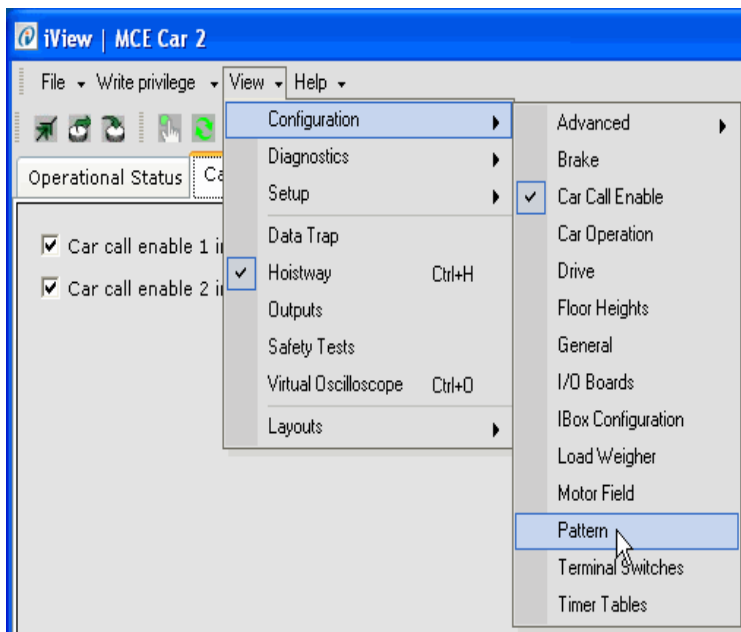 iView | MCE Car 2
File Write privilege View Help
Operational Status
Car call enable 1
Car call enable 2
Configuration
Diagnostics
Setup
Data Trap
Hoistway Ctrl+H
Outputs
Safety Tests
Virtual Oscilloscope Ctrl+O
Layouts
Advanced
Brake
Car Call Enable
Car Operation
Drive
Floor Heights
General
I/O Boards
IBox Configuration
Load Weigher
Motor Field
Pattern
Terminal Switches
Timer Tables